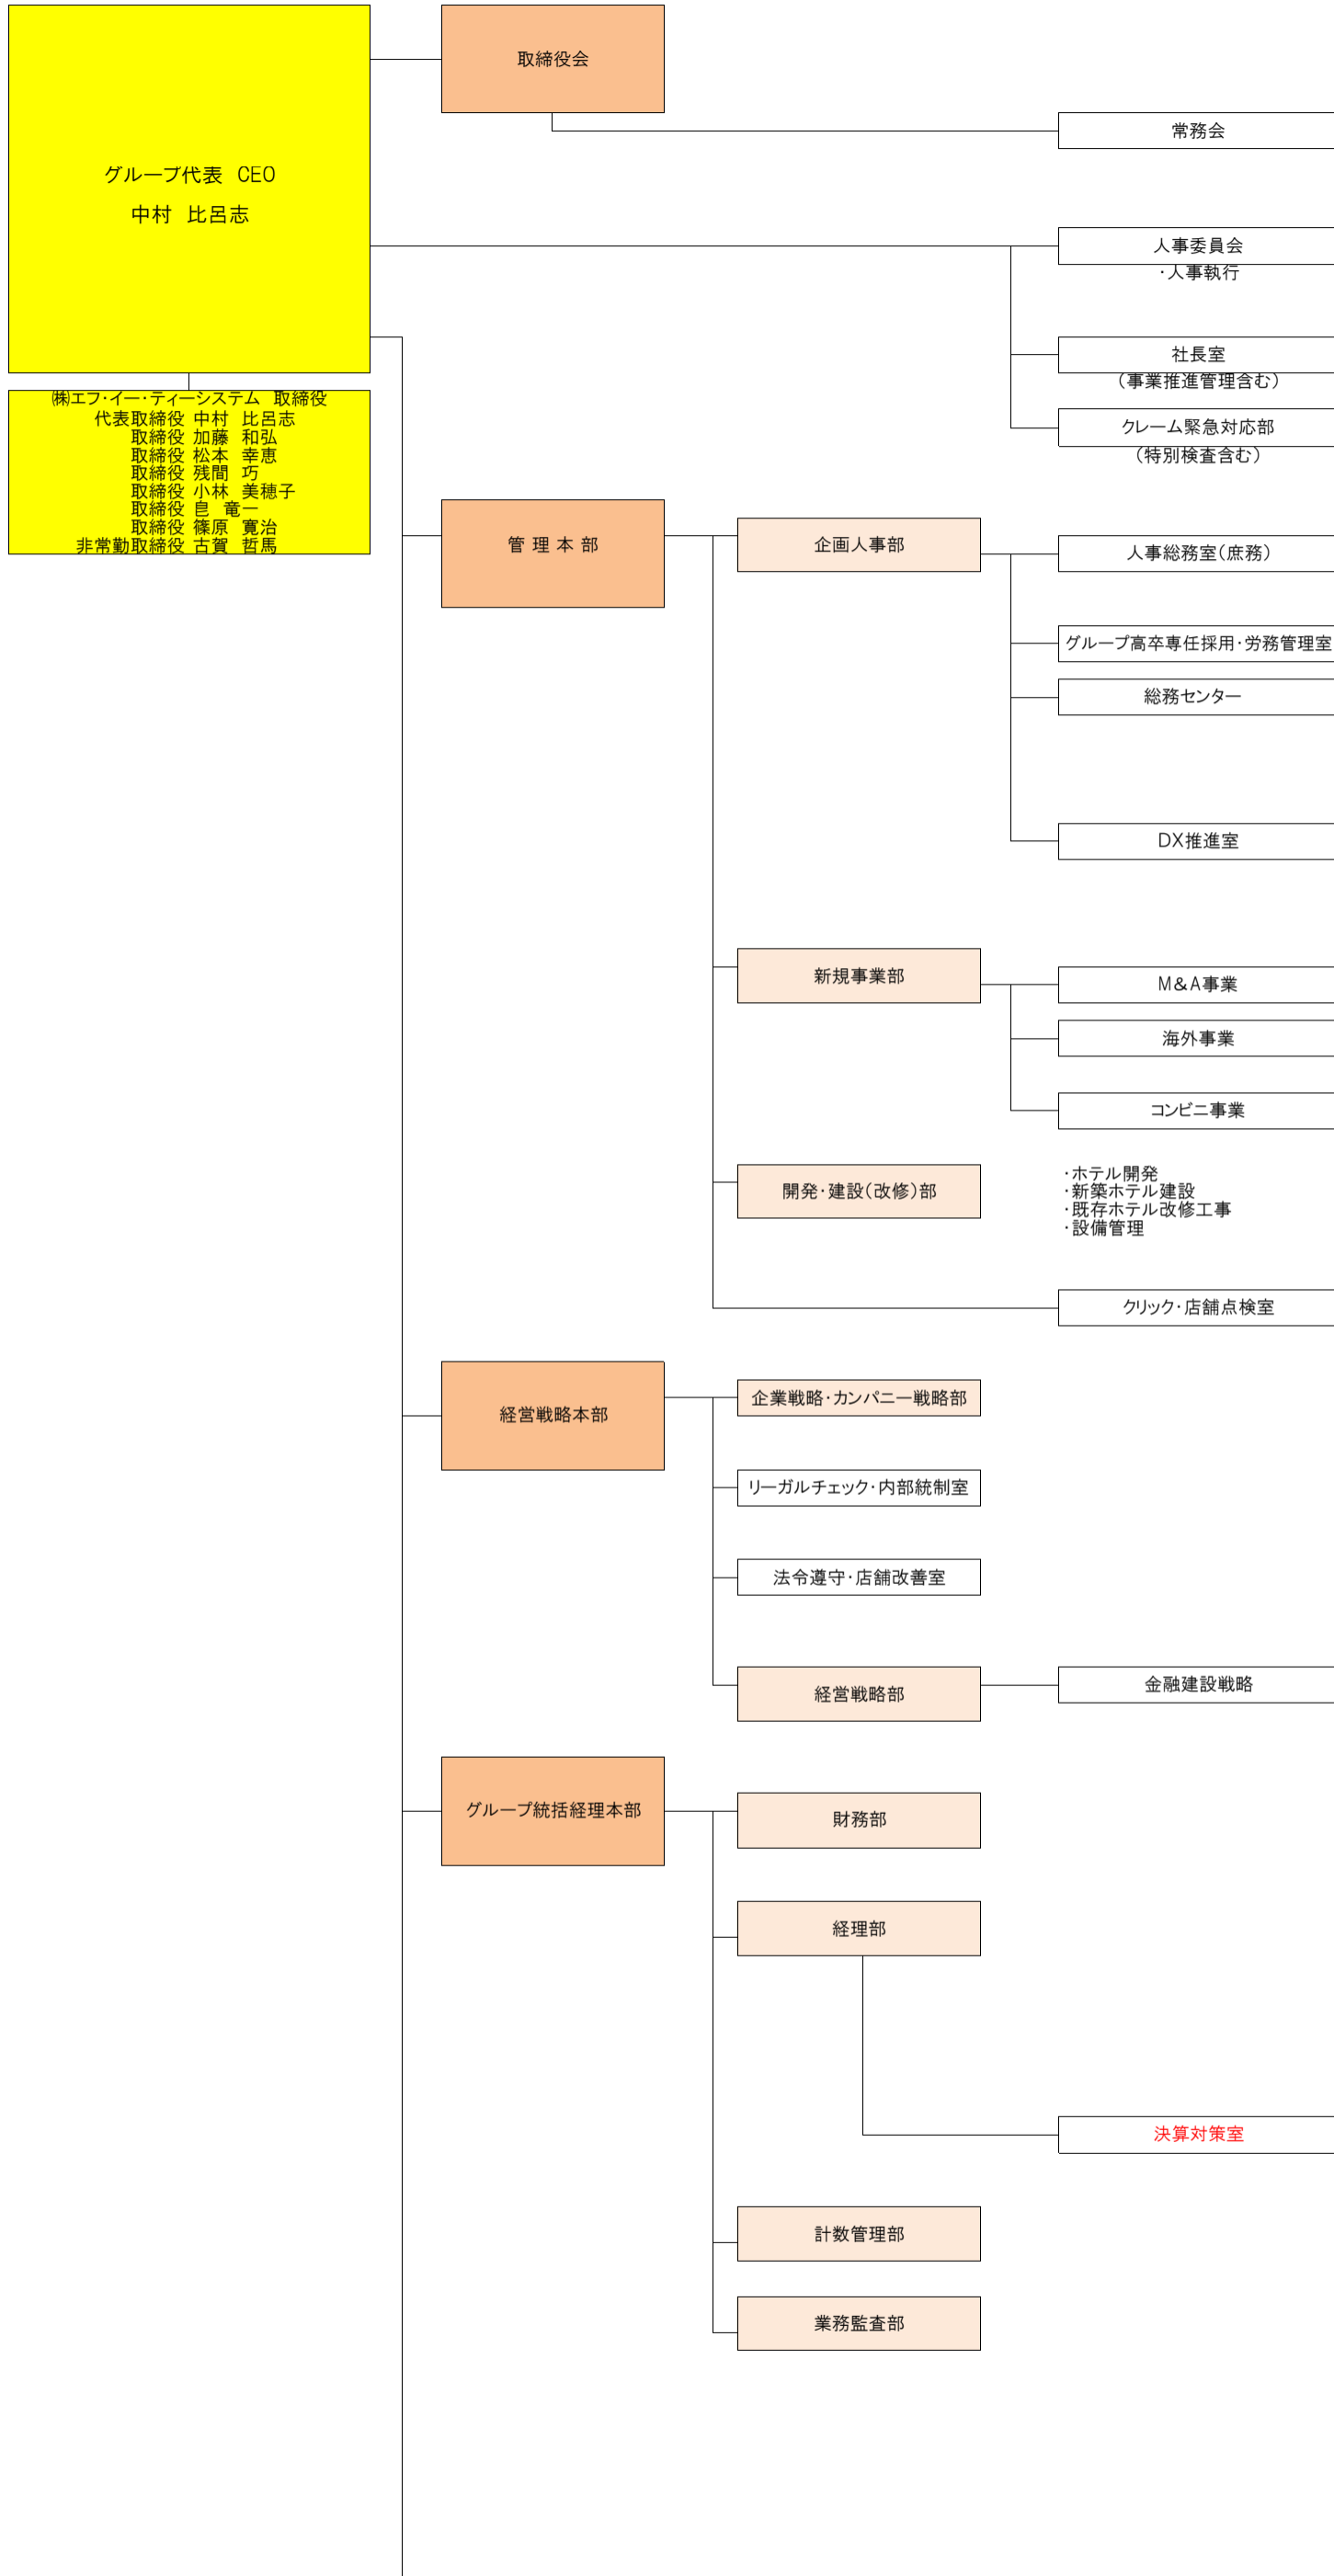 グループ代表 CEO
中村 比呂志
取締役会
常務会
人事委員会
・人事執行
社長室
（事業推進管理含む）
クレーム緊急対応部
（特別検査含む）
㈱エフ・イー・ティーシステム 取締役
代表取締役 中村 比呂志
取締役 加藤 和弘
取締役 松本 幸恵
取締役 残間 巧
取締役 小林 美穂子
取締役 皀 竜一
取締役 篠原 寛治
非常勤取締役 古賀 哲馬
管 理 本 部
企画人事部
人事総務室（庶務）
グループ高卒専任採用・労務管理室
総務センター
DX推進室
新規事業部
M＆A事業
海外事業
コンビニ事業
開発・建設（改修）部
・ホテル開発
・新築ホテル建設
・既存ホテル改修工事
・設備管理
クリック・店舗点検室
経営戦略本部
企業戦略・カンパニー戦略部
リーガルチェック・内部統制室
法令遵守・店舗改善室
経営戦略部
金融建設戦略
グループ統括経理本部
財務部
経理部
決算対策室
計数管理部
業務監査部